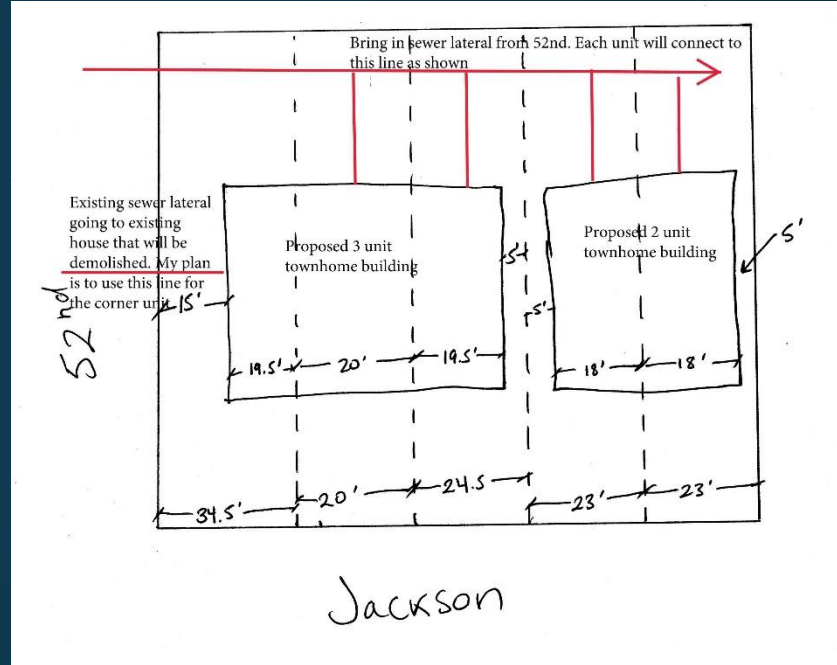 Bring in sewer lateral from 52nd. Each unit will connect to
this line as shown
Existing sewer lateral
going to existing
house that will be
demolished. My plan
is to use this line for
the corner unit.
Proposed 3 unit
townhome building
Proposed 2 unit
townhome building
5'
5'
5'
15'
52nd
19.5'
20'
19.5'
18'
18'
34.5'
20'
24.5
23'
23'
Jackson